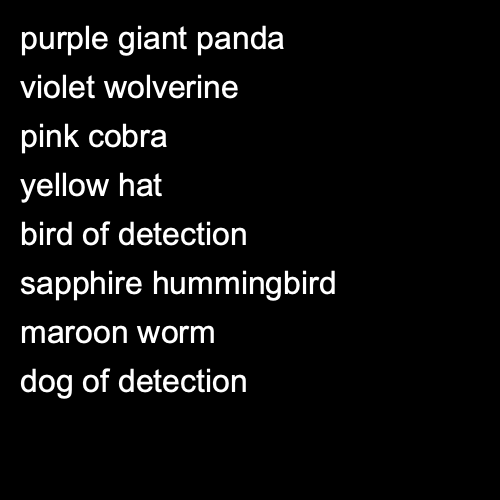 purple giant panda
violet wolverine
pink cobra
yellow hat
bird of detection
sapphire hummingbird
maroon worm
dog of detection